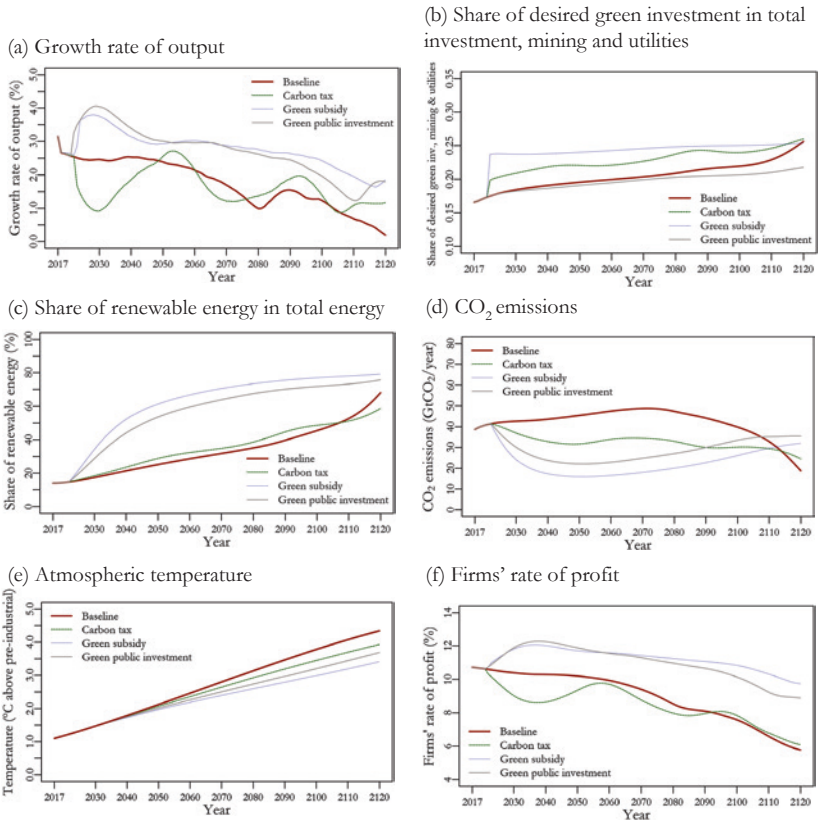 (a) Growth rate of output
Growth rate of output (%)
0.0 1.0 2.0 3.0 4.0 5.0
Baseline
Carbon tax
Green subsidy
Green public investment
2017 2030 2040 2050 2060 2070 2080 2090 2100 2110 2120
Year
(b) Share of desired green investment in total
investment, mining and utilities
Share of desired green inv, mining & utilities
0.10 0.15 0.20 0.25 0.30 0.35
Baseline
Carbon tax
Green subsidy
Green public investment
2017 2030 2040 2050 2060 2070 2080 2090 2100 2110 2120
Year
(c) Share of renewable energy in total energy
Share of renewable energy (%)
0 20 40 60 80 100
Baseline
Carbon tax
Green subsidy
Green public investment
2017 2030 2040 2050 2060 2070 2080 2090 2100 2110 2120
Year
(d) CO₂ emissions
CO2 emissions (GtCO2/year)
0 10 20 30 40 50 60 70 80
Baseline
Carbon tax
Green subsidy
Green public investment
2017 2030 2040 2050 2060 2070 2080 2090 2100 2110 2120
Year
(e) Atmospheric temperature
Temperature (°C above pre-industrial)
0.0 1.0 2.0 3.0 4.0 5.0
Baseline
Carbon tax
Green subsidy
Green public investment
2017 2030 2040 2050 2060 2070 2080 2090 2100 2110 2120
Year
(f) Firms' rate of profit
Firms' rate of profit (%)
4 6 8 10 12 14
Baseline
Carbon tax
Green subsidy
Green public investment
2017 2030 2040 2050 2060 2070 2080 2090 2100 2110 2120
Year